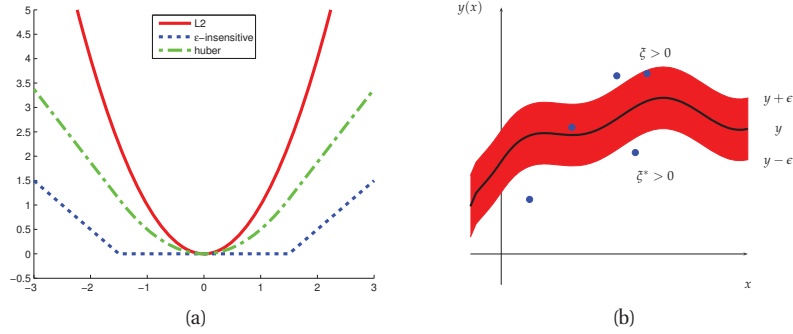 5
4.5
4
3.5
3
2.5
2
1.5
1
0.5
0
−0.5
−3 −2 −1 0 1 2 3
L2
ε−insensitive
huber
(a)
y(x)
ξ > 0
y + ϵ
y
y − ϵ
ξ* > 0
x
(b)